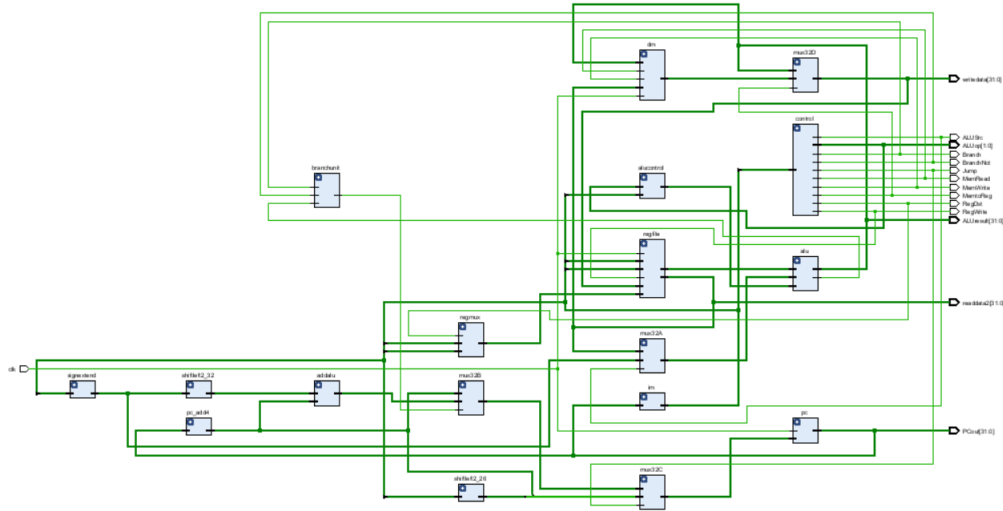 dm
mux32D
writedata[31:0]
control
ALUSrc
ALUop[1:0]
Branch
BranchNot
Jump
MemRead
MemWrite
MemtoReg
RegDst
RegWrite
ALUresult[31:0]
branchunit
alucontrol
regfile
alu
readdata2[31:0]
regmux
mux32A
clk
signextend
shiftleft2_32
addalu
mux32B
im
pc_add4
pc
PCout[31:0]
shiftleft2_28
mux32C